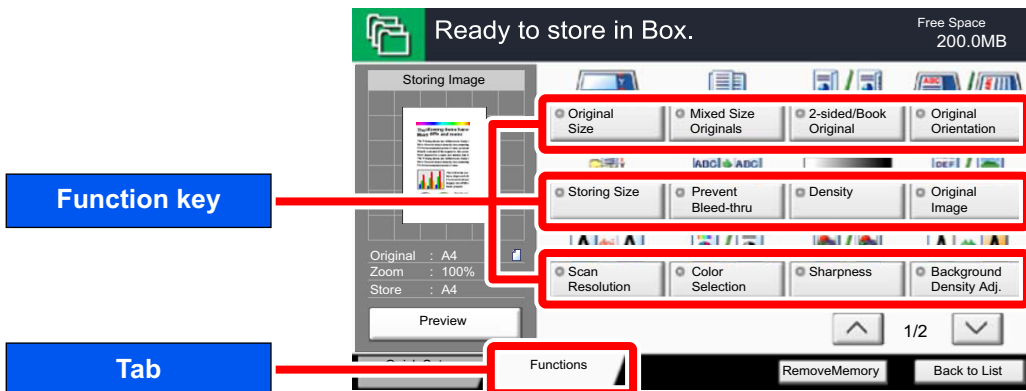 Ready to store in Box.
Free Space
200.0MB
Storing Image
Original
Size
Mixed Size
Originals
2-sided/Book
Original
Original
Orientation
Function key
Storing Size
Prevent
Bleed-thru
Density
Original
Image
Original : A4
Zoom : 100%
Store : A4
Scan
Resolution
Color
Selection
Sharpness
Background
Density Adj.
Preview
1/2
Tab
Functions
RemoveMemory
Back to List